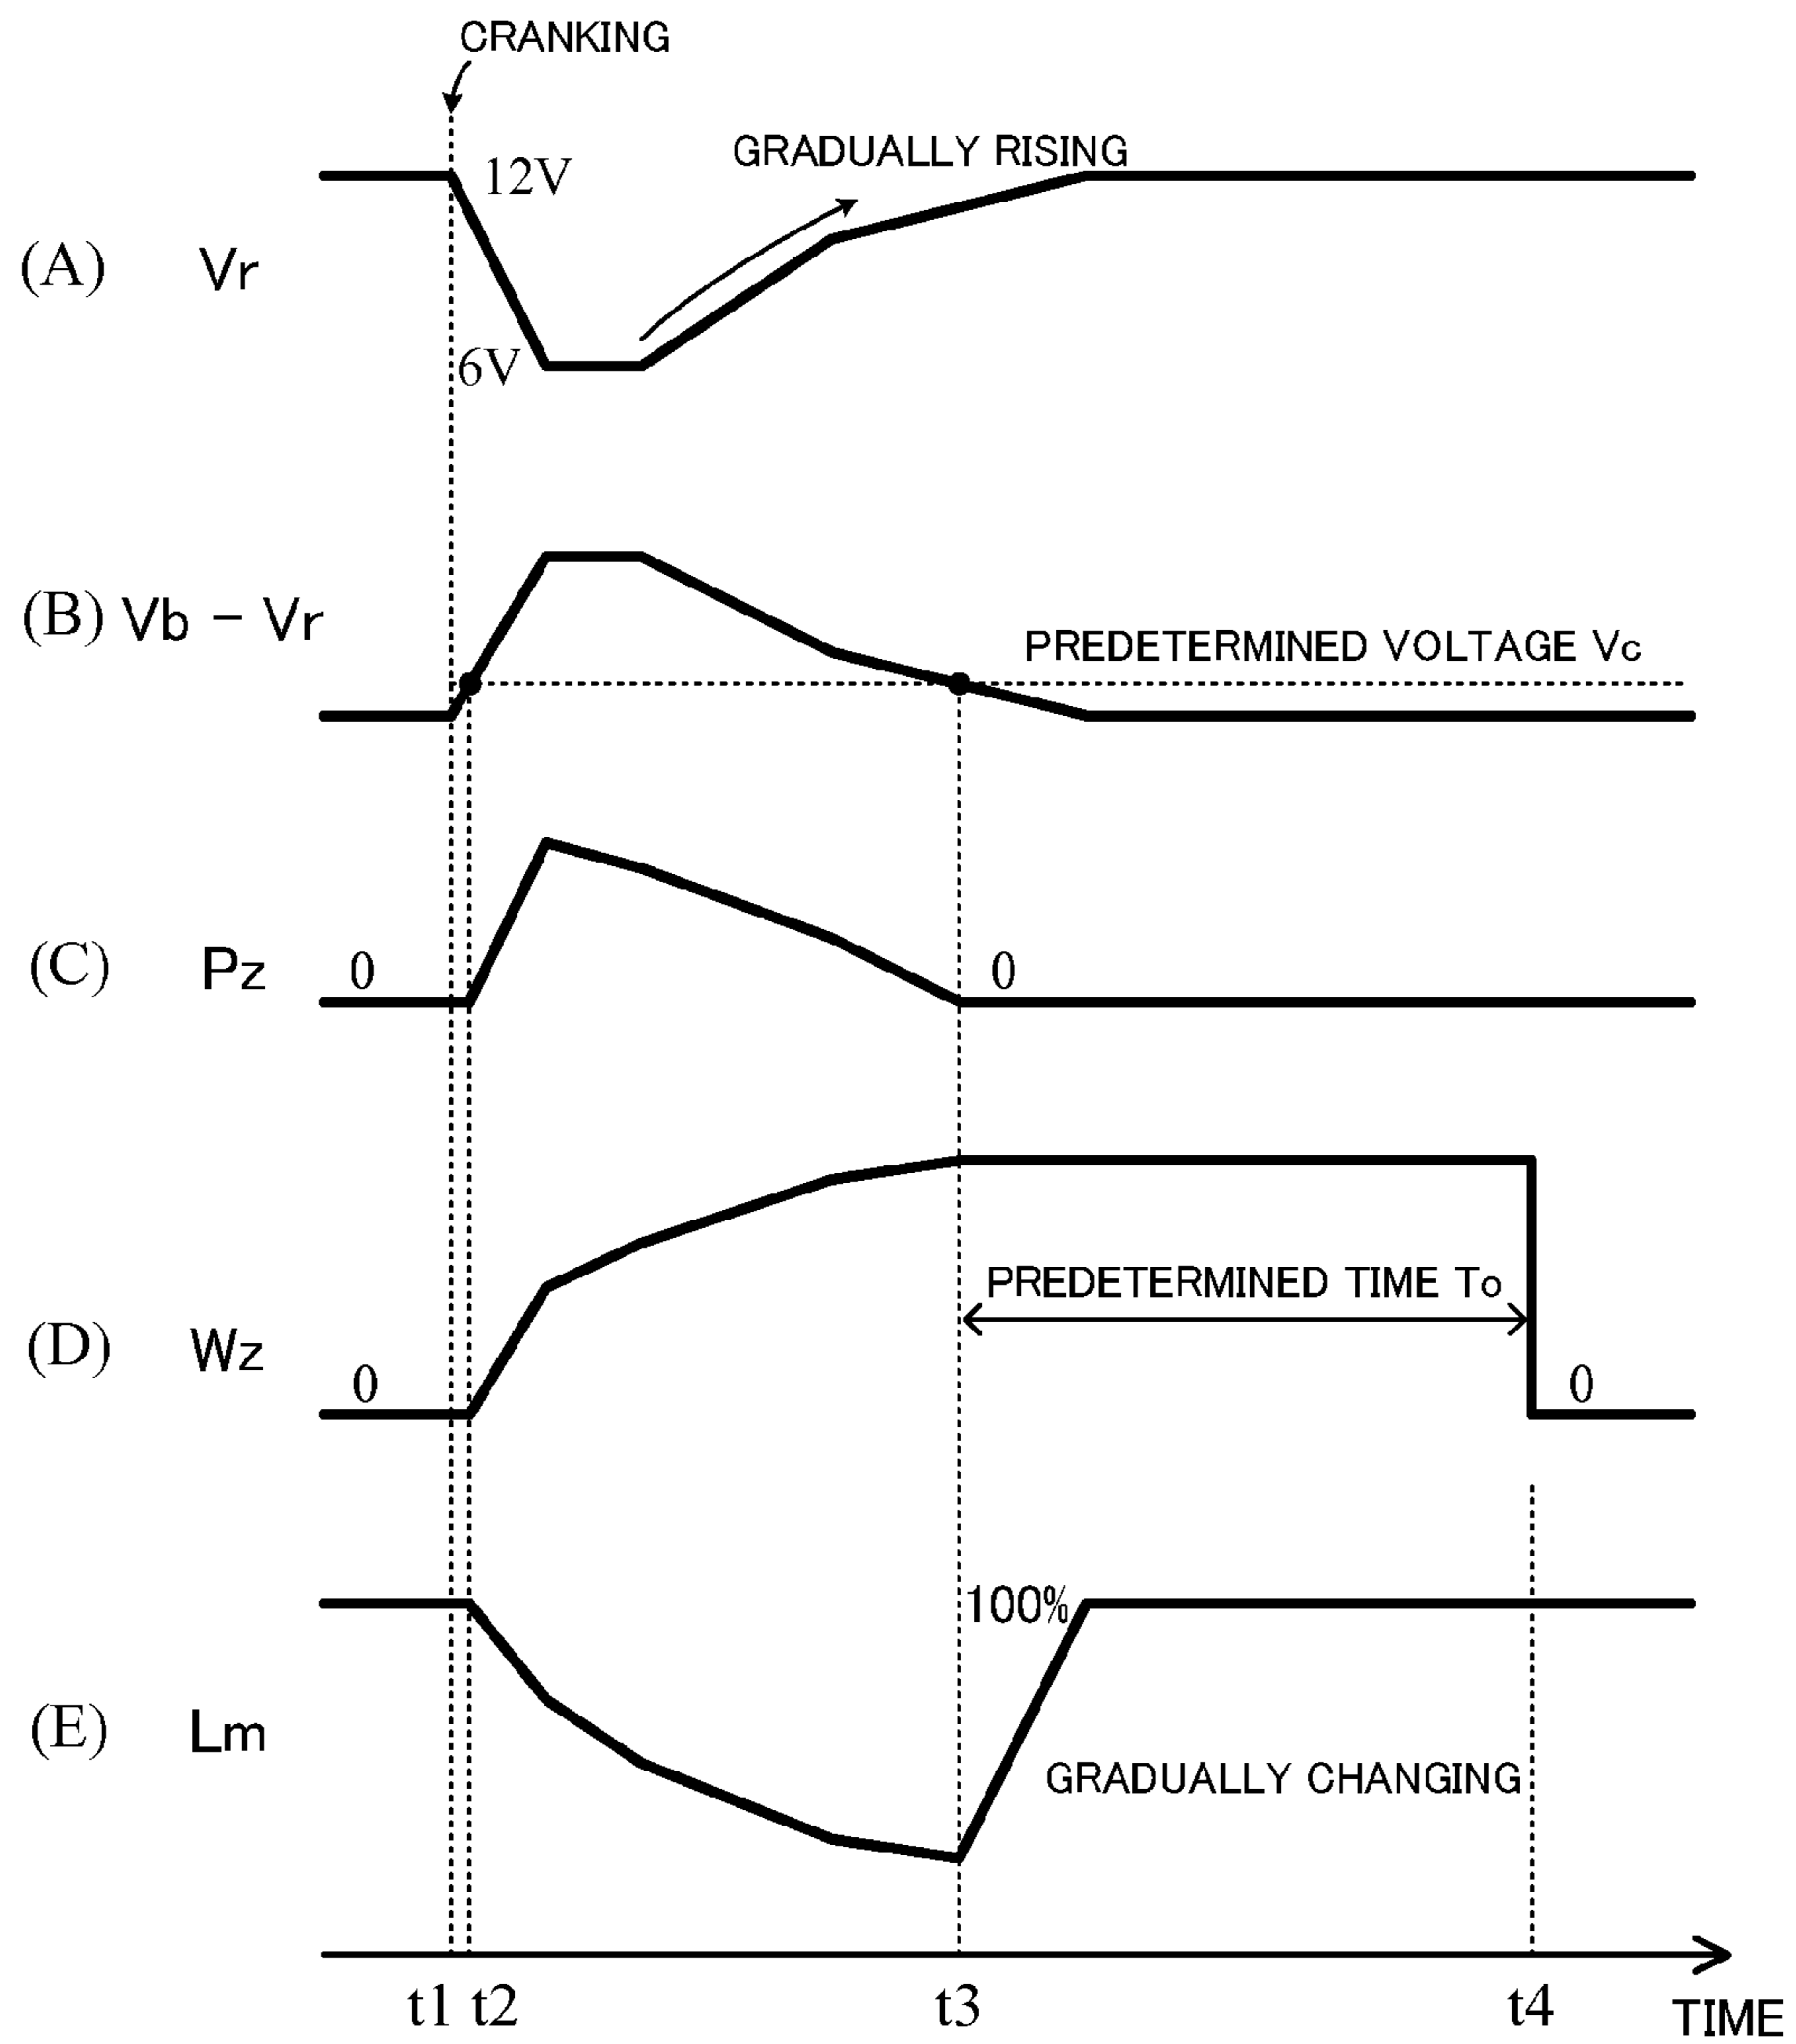 CRANKING
GRADUALLY RISING
12V
(A) Vr
6V
(B) Vb - Vr
PREDETERMINED VOLTAGE Vc
(C) Pz
0 0
PREDETERMINED TIME To
(D) Wz
0 0
100%
(E) Lm
GRADUALLY CHANGING
t1 t2 t3 t4 TIME